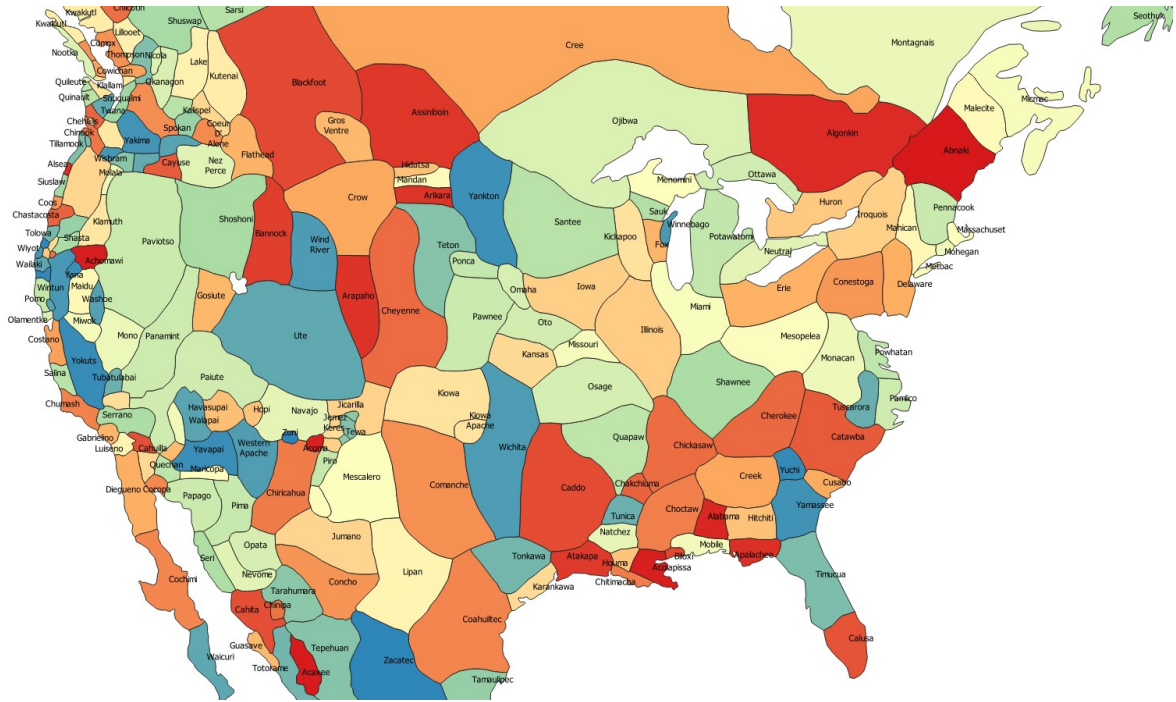 Chilcotin
Sarsi
Kwakiutl
Shuswap
Seothuk
Kwakiutl
Lillooet
Cree
Montagnais
Comox
Nootka
Thompson
Nicola
Lake
Kutenai
Blackfoot
Cowichan
Quileute
Klallam
Okanagon
Malecite
Micmac
Quinault
Snuqualmi
Twana
Kalispel
Assiniboin
Gros
Ventre
Ojibwa
Algonkin
Abnaki
Chehalis
Spokan
Coeur
D'
Alene
Chinook
Yakima
Tillamook
Wishram
Cayuse
Nez
Perce
Flathead
Hidatsa
Mandan
Alsea
Molala
Siuslaw
Menomini
Ottawa
Arikara
Yankton
Crow
Coos
Chastacosta
Klamuth
Shoshoni
Bannock
Wind
River
Santee
Sauk
Winnebago
Kickapoo
Fox
Potawatomi
Huron
Iroquois
Pennacook
Mahican
Massachuset
Mohegan
Metoac
Neutral
Tolowa
Shasta
Paviotso
Teton
Ponca
Wiyot
Wailaki
Achomawi
Yana
Wintun
Maidu
Washoe
Pomo
Olamentke
Miwok
Gosiute
Arapaho
Cheyenne
Omaha
Iowa
Miami
Erie
Conestoga
Delaware
Pawnee
Oto
Illinois
Mesopelea
Monacan
Powhatan
Costano
Mono
Panamint
Ute
Missouri
Kansas
Yokuts
Salina
Tubatulabai
Paiute
Osage
Shawnee
Pamico
Tuscarora
Chumash
Serrano
Havasupai
Walapai
Hopi
Navajo
Jicarilla
Jemez
Keres
Tewa
Kiowa
Kiowa
Apache
Cherokee
Catawba
Gabrielino
Luiseno
Cahuilla
Yavapai
Western
Apache
Zuni
Acoma
Piro
Wichita
Quapaw
Chickasaw
Quechan
Maricopa
Mescalero
Comanche
Caddo
Chakchiuma
Creek
Yuchi
Cusabo
Diegueno
Cocopa
Papago
Pima
Chiricahua
Tunica
Choctaw
Alabama
Hitchiti
Yamassee
Natchez
Mobile
Jumano
Opata
Seri
Nevome
Tonkawa
Atakapa
Houma
Biloxi
Acolapissa
Apalachee
Chitimacha
Karankawa
Lipan
Concho
Timucua
Cochimi
Tarahumara
Cahita
Chinipa
Coahuiltec
Calusa
Guasave
Waicuri
Totorame
Tepehuan
Acaxee
Zacatec
Tamaulipec